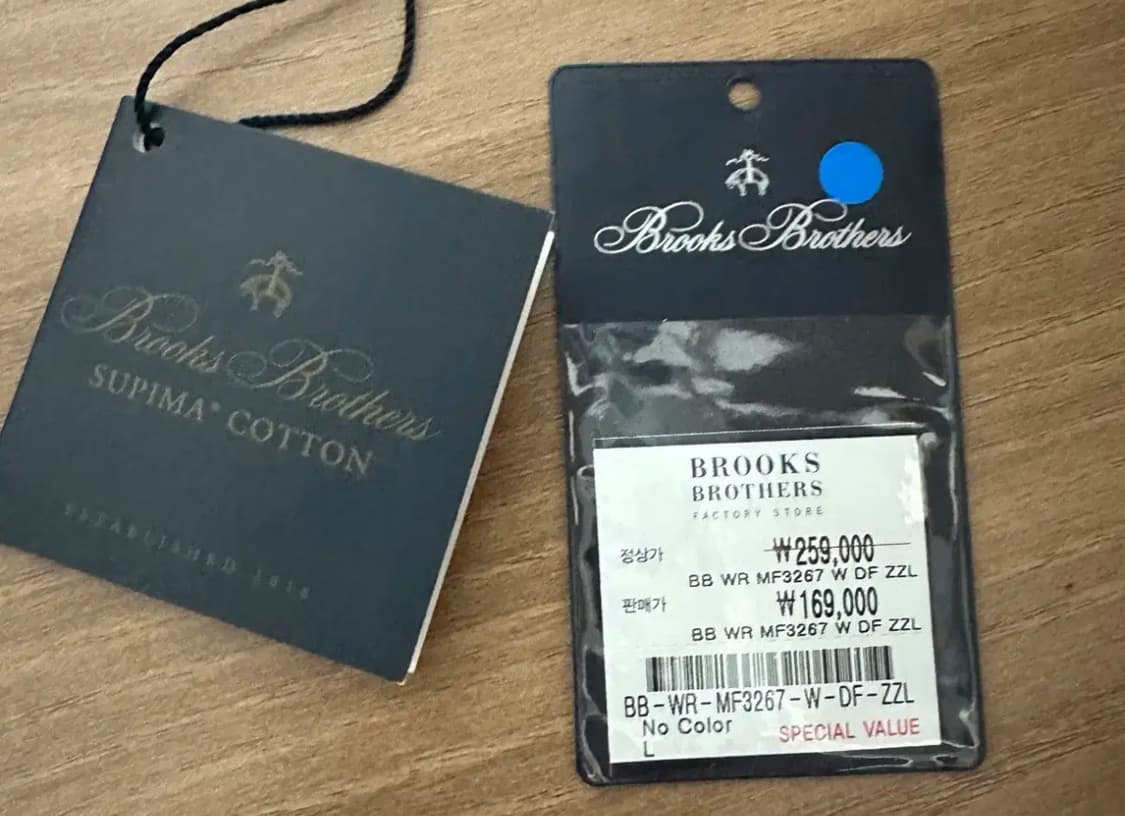 Brooks Brothers
SUPIMA® COTTON
ESTABLISHED 1818
Brooks Brothers
BROOKS
BROTHERS
FACTORY STORE
정상가 ₩259,000
BB WR MF3267 W DF ZZL
판매가 ₩169,000
BB WR MF3267 W DF ZZL
BB-WR-MF3267-W-DF-ZZL
No Color
L
SPECIAL VALUE